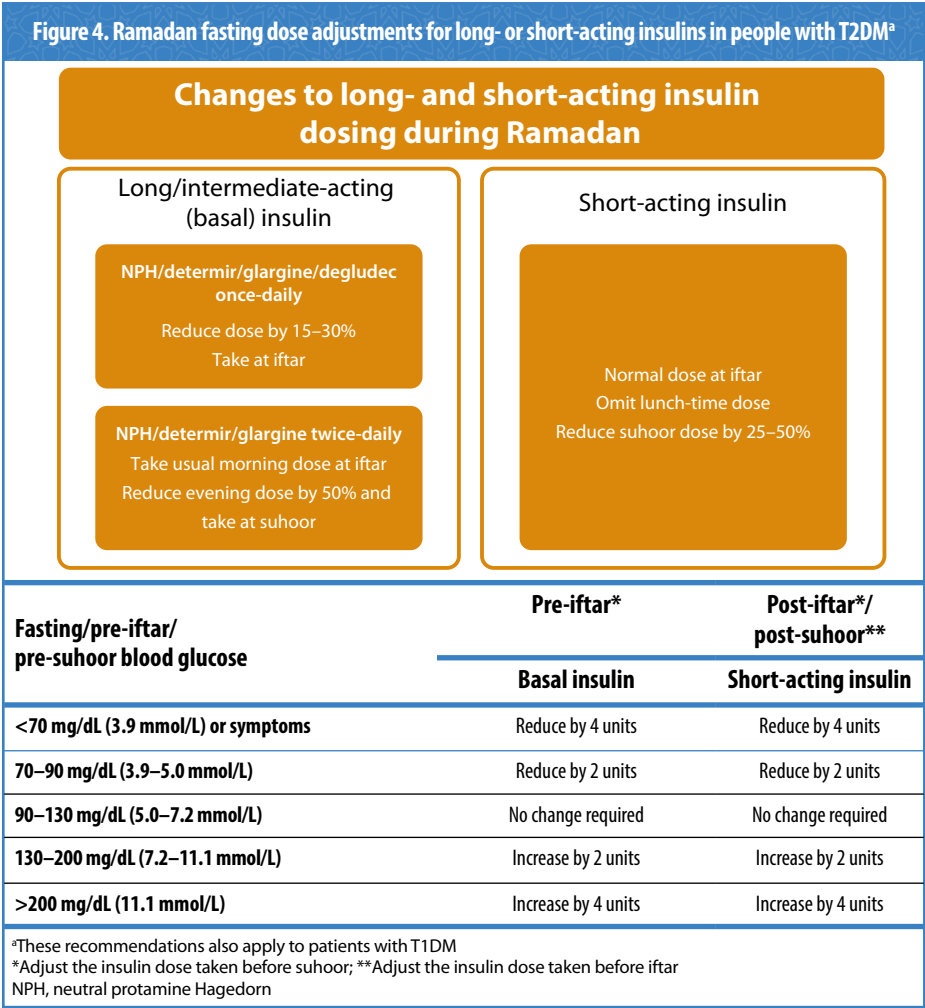 Figure 4. Ramadan fasting dose adjustments for long- or short-acting insulins in people with T2DMᵃ
Changes to long- and short-acting insulin
dosing during Ramadan
Long/intermediate-acting
(basal) insulin
NPH/determir/glargine/degludec
once-daily
Reduce dose by 15–30%
Take at iftar
NPH/determir/glargine twice-daily
Take usual morning dose at iftar
Reduce evening dose by 50% and
take at suhoor
Short-acting insulin
Normal dose at iftar
Omit lunch-time dose
Reduce suhoor dose by 25–50%
Fasting/pre-iftar/
pre-suhoor blood glucose
Pre-iftar*
Post-iftar*/
post-suhoor**
Basal insulin
Short-acting insulin
<70 mg/dL (3.9 mmol/L) or symptoms
Reduce by 4 units
Reduce by 4 units
70–90 mg/dL (3.9–5.0 mmol/L)
Reduce by 2 units
Reduce by 2 units
90–130 mg/dL (5.0–7.2 mmol/L)
No change required
No change required
130–200 mg/dL (7.2–11.1 mmol/L)
Increase by 2 units
Increase by 2 units
>200 mg/dL (11.1 mmol/L)
Increase by 4 units
Increase by 4 units
ᵃThese recommendations also apply to patients with T1DM
*Adjust the insulin dose taken before suhoor; **Adjust the insulin dose taken before iftar
NPH, neutral protamine Hagedorn